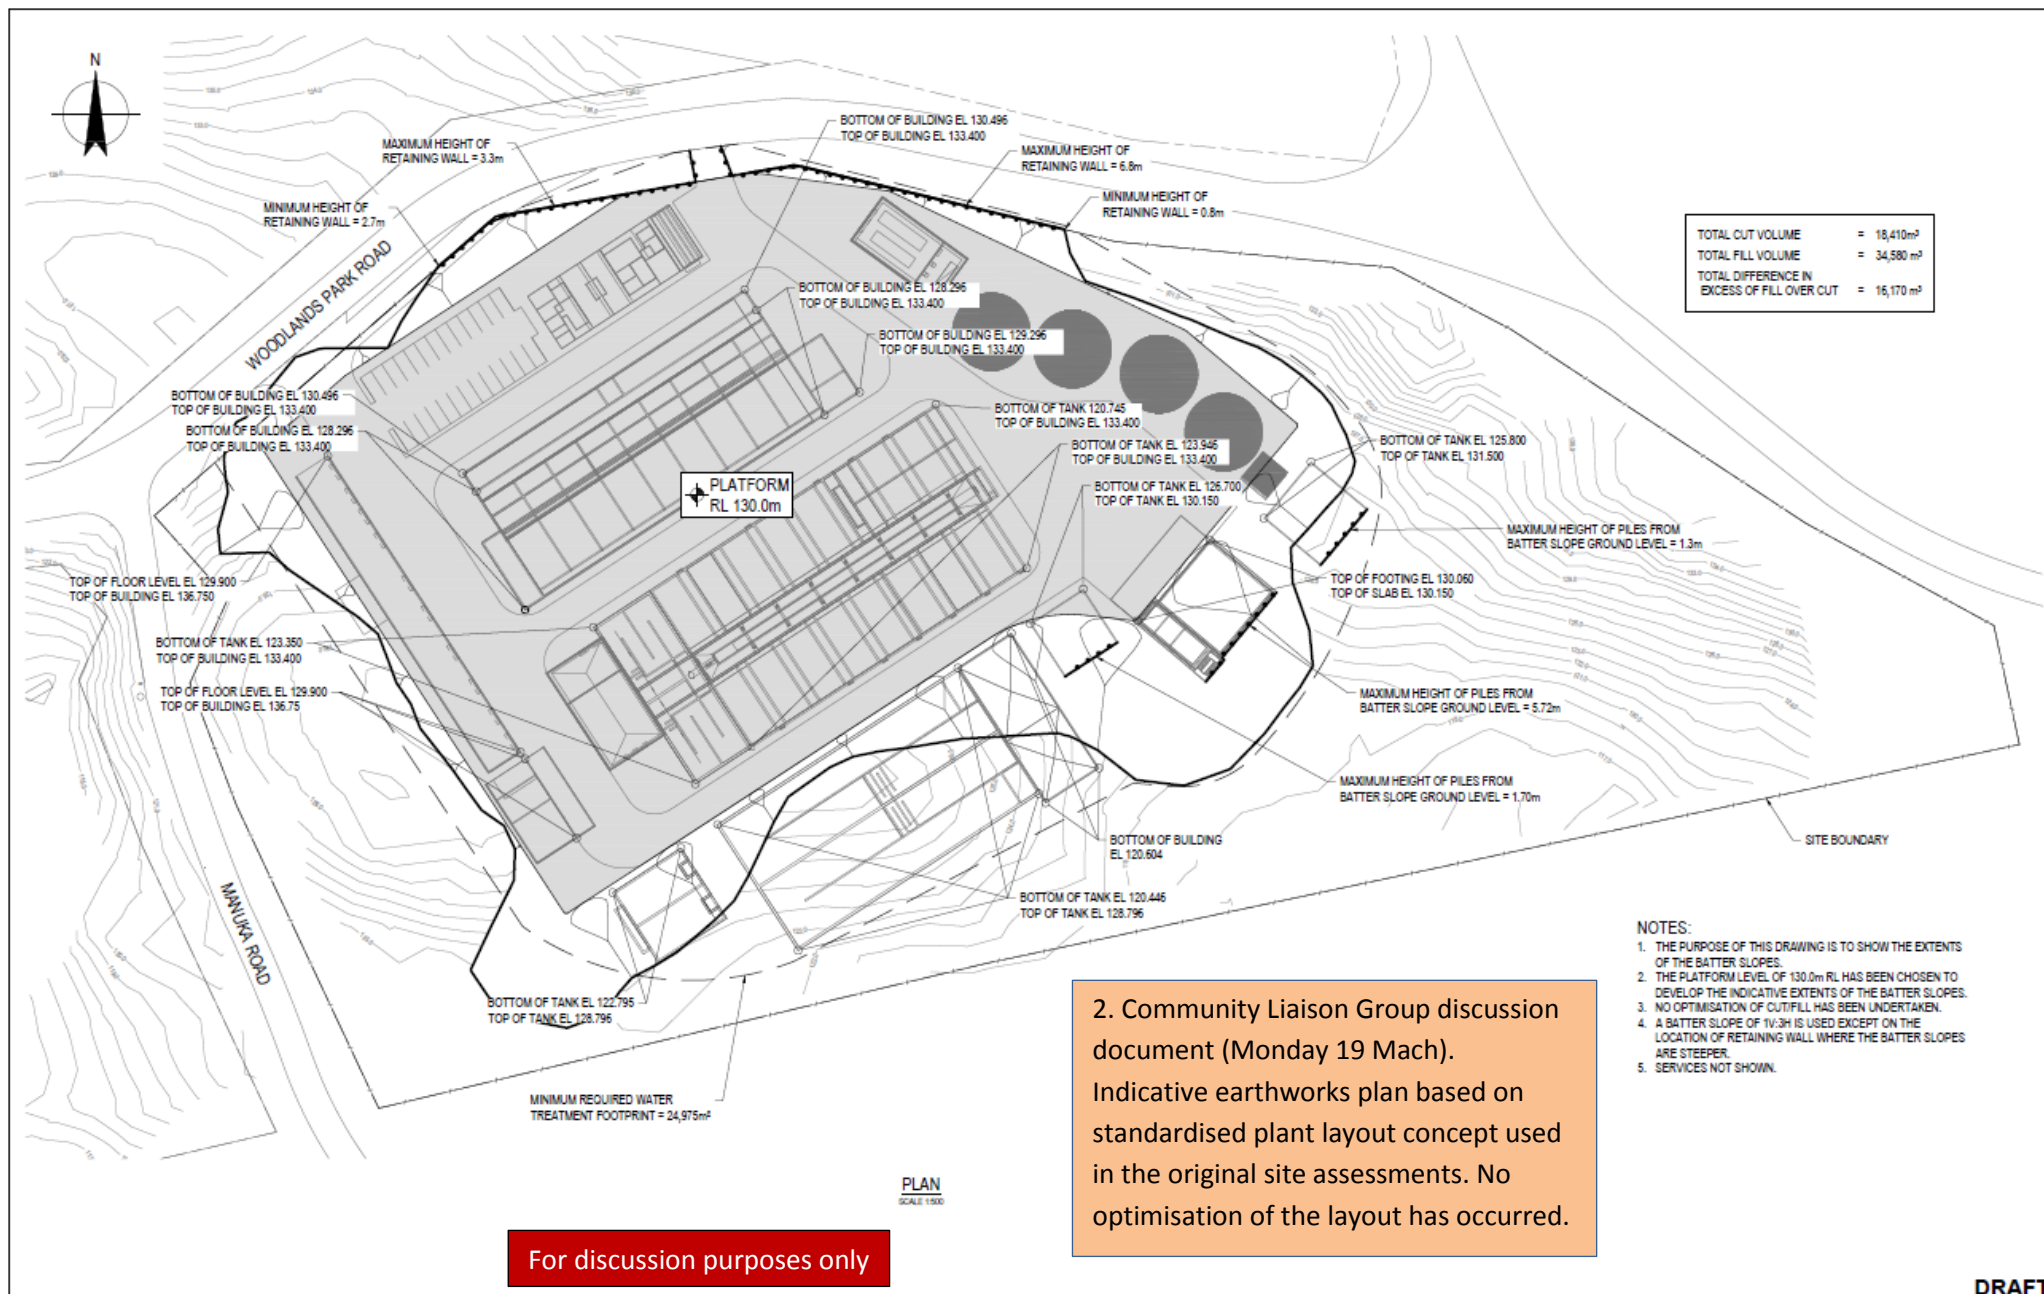 N
MAXIMUM HEIGHT OF
RETAINING WALL = 3.3m
MINIMUM HEIGHT OF
RETAINING WALL = 2.7m
WOODLANDS PARK ROAD
BOTTOM OF BUILDING EL 130.496
TOP OF BUILDING EL 133.400
MAXIMUM HEIGHT OF
RETAINING WALL = 6.8m
MINIMUM HEIGHT OF
RETAINING WALL = 0.8m
TOTAL CUT VOLUME = 18,410m³
TOTAL FILL VOLUME = 34,580 m³
TOTAL DIFFERENCE IN
EXCESS OF FILL OVER CUT = 16,170 m³
BOTTOM OF BUILDING EL 128.296
TOP OF BUILDING EL 133.400
BOTTOM OF BUILDING EL 129.296
TOP OF BUILDING EL 133.400
BOTTOM OF BUILDING EL 130.496
TOP OF BUILDING EL 133.400
BOTTOM OF BUILDING EL 128.296
TOP OF BUILDING EL 133.400
BOTTOM OF TANK 120.745
TOP OF BUILDING EL 133.400
BOTTOM OF TANK EL 123.946
TOP OF BUILDING EL 133.400
BOTTOM OF TANK EL 126.700
TOP OF TANK EL 130.150
BOTTOM OF TANK EL 125.800
TOP OF TANK EL 131.500
PLATFORM
RL 130.0m
MAXIMUM HEIGHT OF PILES FROM
BATTER SLOPE GROUND LEVEL = 1.3m
TOP OF FOOTING EL 130.060
TOP OF SLAB EL 130.150
TOP OF FLOOR LEVEL EL 129.900
TOP OF BUILDING EL 136.750
BOTTOM OF TANK EL 123.350
TOP OF BUILDING EL 133.400
TOP OF FLOOR LEVEL EL 129.900
TOP OF BUILDING EL 136.75
MAXIMUM HEIGHT OF PILES FROM
BATTER SLOPE GROUND LEVEL = 5.72m
MAXIMUM HEIGHT OF PILES FROM
BATTER SLOPE GROUND LEVEL = 1.70m
BOTTOM OF BUILDING
EL 120.604
SITE BOUNDARY
BOTTOM OF TANK EL 120.446
TOP OF TANK EL 128.796
MANUKA ROAD
BOTTOM OF TANK EL 122.795
TOP OF TANK EL 128.796
MINIMUM REQUIRED WATER
TREATMENT FOOTPRINT = 24,975m²
NOTES:
1. THE PURPOSE OF THIS DRAWING IS TO SHOW THE EXTENTS
OF THE BATTER SLOPES.
2. THE PLATFORM LEVEL OF 130.0m RL HAS BEEN CHOSEN TO
DEVELOP THE INDICATIVE EXTENTS OF THE BATTER SLOPES.
3. NO OPTIMISATION OF CUT/FILL HAS BEEN UNDERTAKEN.
4. A BATTER SLOPE OF 1V:3H IS USED EXCEPT ON THE
LOCATION OF RETAINING WALL WHERE THE BATTER SLOPES
ARE STEEPER.
5. SERVICES NOT SHOWN.
2. Community Liaison Group discussion
document (Monday 19 Mach).
Indicative earthworks plan based on
standardised plant layout concept used
in the original site assessments. No
optimisation of the layout has occurred.
PLAN
SCALE 1:500
For discussion purposes only
DRAFT